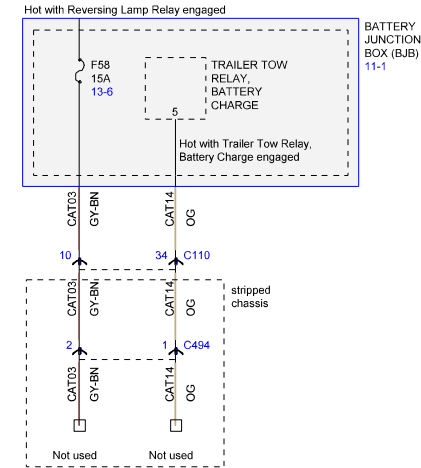 Hot with Reversing Lamp Relay engaged
BATTERY
JUNCTION
BOX (BJB)
11-1
F58
15A
13-6
TRAILER TOW
RELAY,
BATTERY
CHARGE
5
Hot with Trailer Tow Relay,
Battery Charge engaged
CAT03
GY-BN
CAT14
OG
10
34
C110
CAT03
GY-BN
CAT14
OG
stripped
chassis
2
1
C494
CAT03
GY-BN
CAT14
OG
Not used
Not used